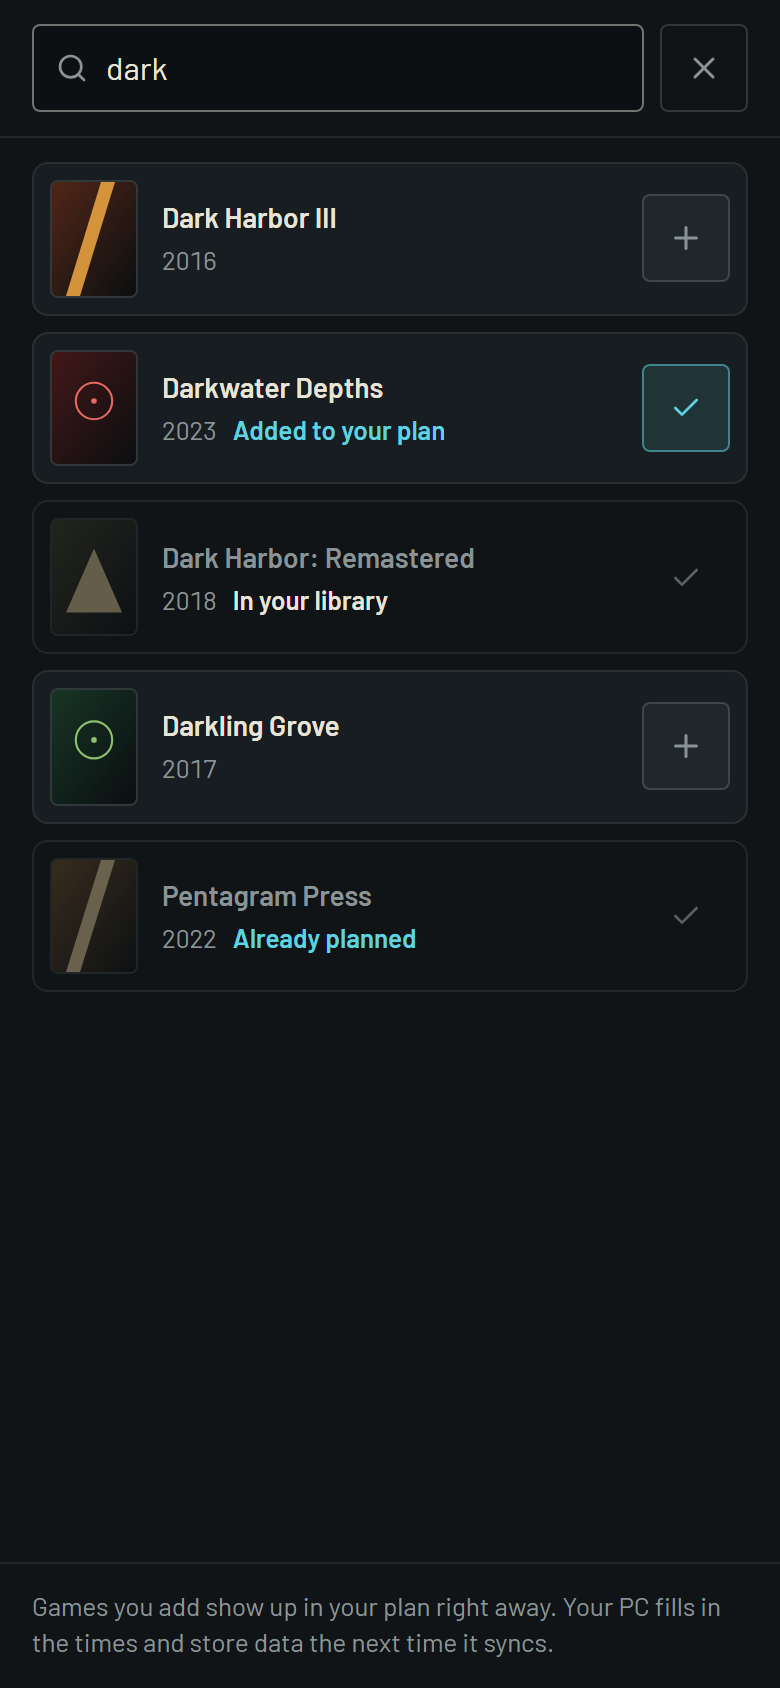 dark
Dark Harbor III
2016
Darkwater Depths
2023 Added to your plan
Dark Harbor: Remastered
2018 In your library
Darkling Grove
2017
Pentagram Press
2022 Already planned
Games you add show up in your plan right away. Your PC fills in
the times and store data the next time it syncs.